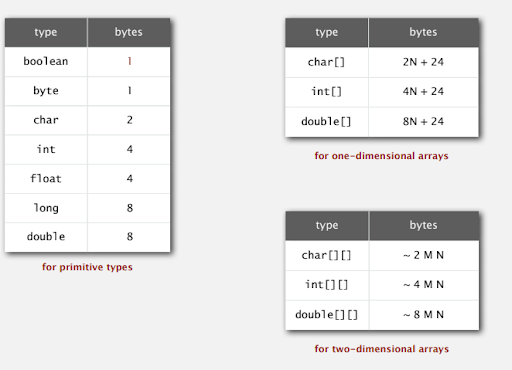 type bytes
boolean 1
byte 1
char 2
int 4
float 4
long 8
double 8
for primitive types
type bytes
char[] 2N + 24
int[] 4N + 24
double[] 8N + 24
for one-dimensional arrays
type bytes
char[][] ~ 2 M N
int[][] ~ 4 M N
double[][] ~ 8 M N
for two-dimensional arrays